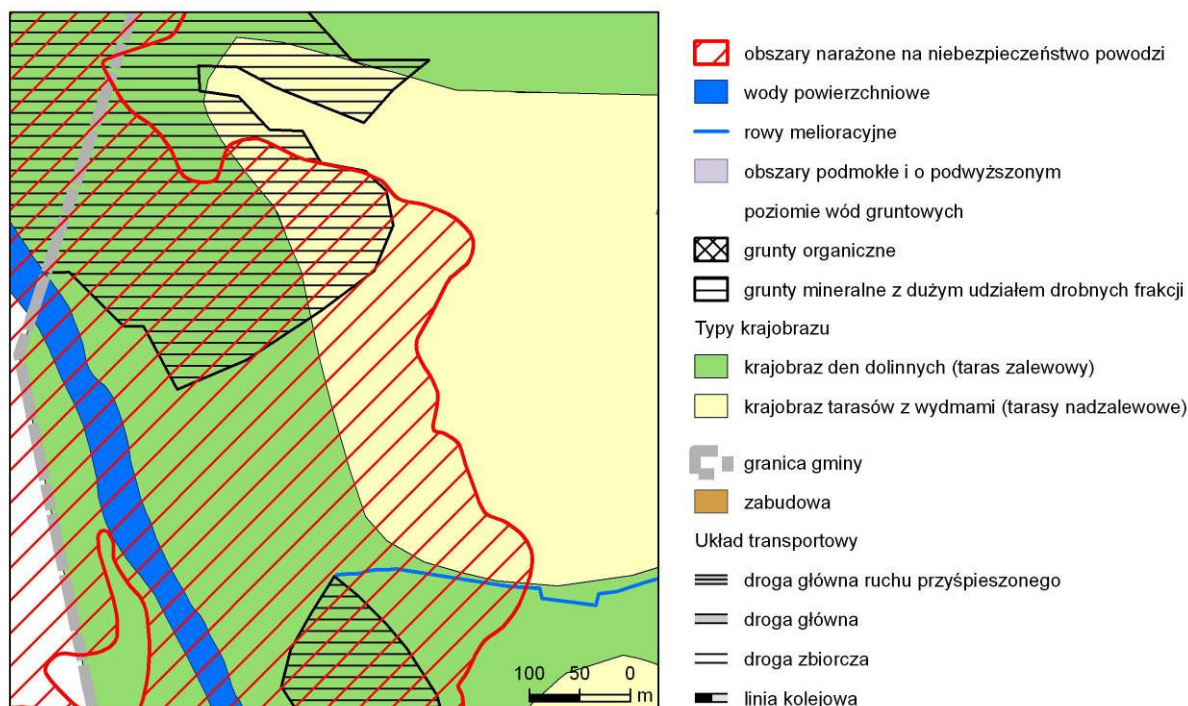 obszary narażone na niebezpieczeństwo powodzi
wody powierzchniowe
rowy melioracyjne
obszary podmokłe i o podwyższonym
poziomie wód gruntowych
grunty organiczne
grunty mineralne z dużym udziałem drobnych frakcji
Typy krajobrazu
krajobraz den dolinnych (taras zalewowy)
krajobraz tarasów z wydmami (tarasy nadzalewowe)
granica gminy
zabudowa
Układ transportowy
droga główna ruchu przyśpieszonego
droga główna
droga zbiorcza
linia kolejowa
100 50 0
m